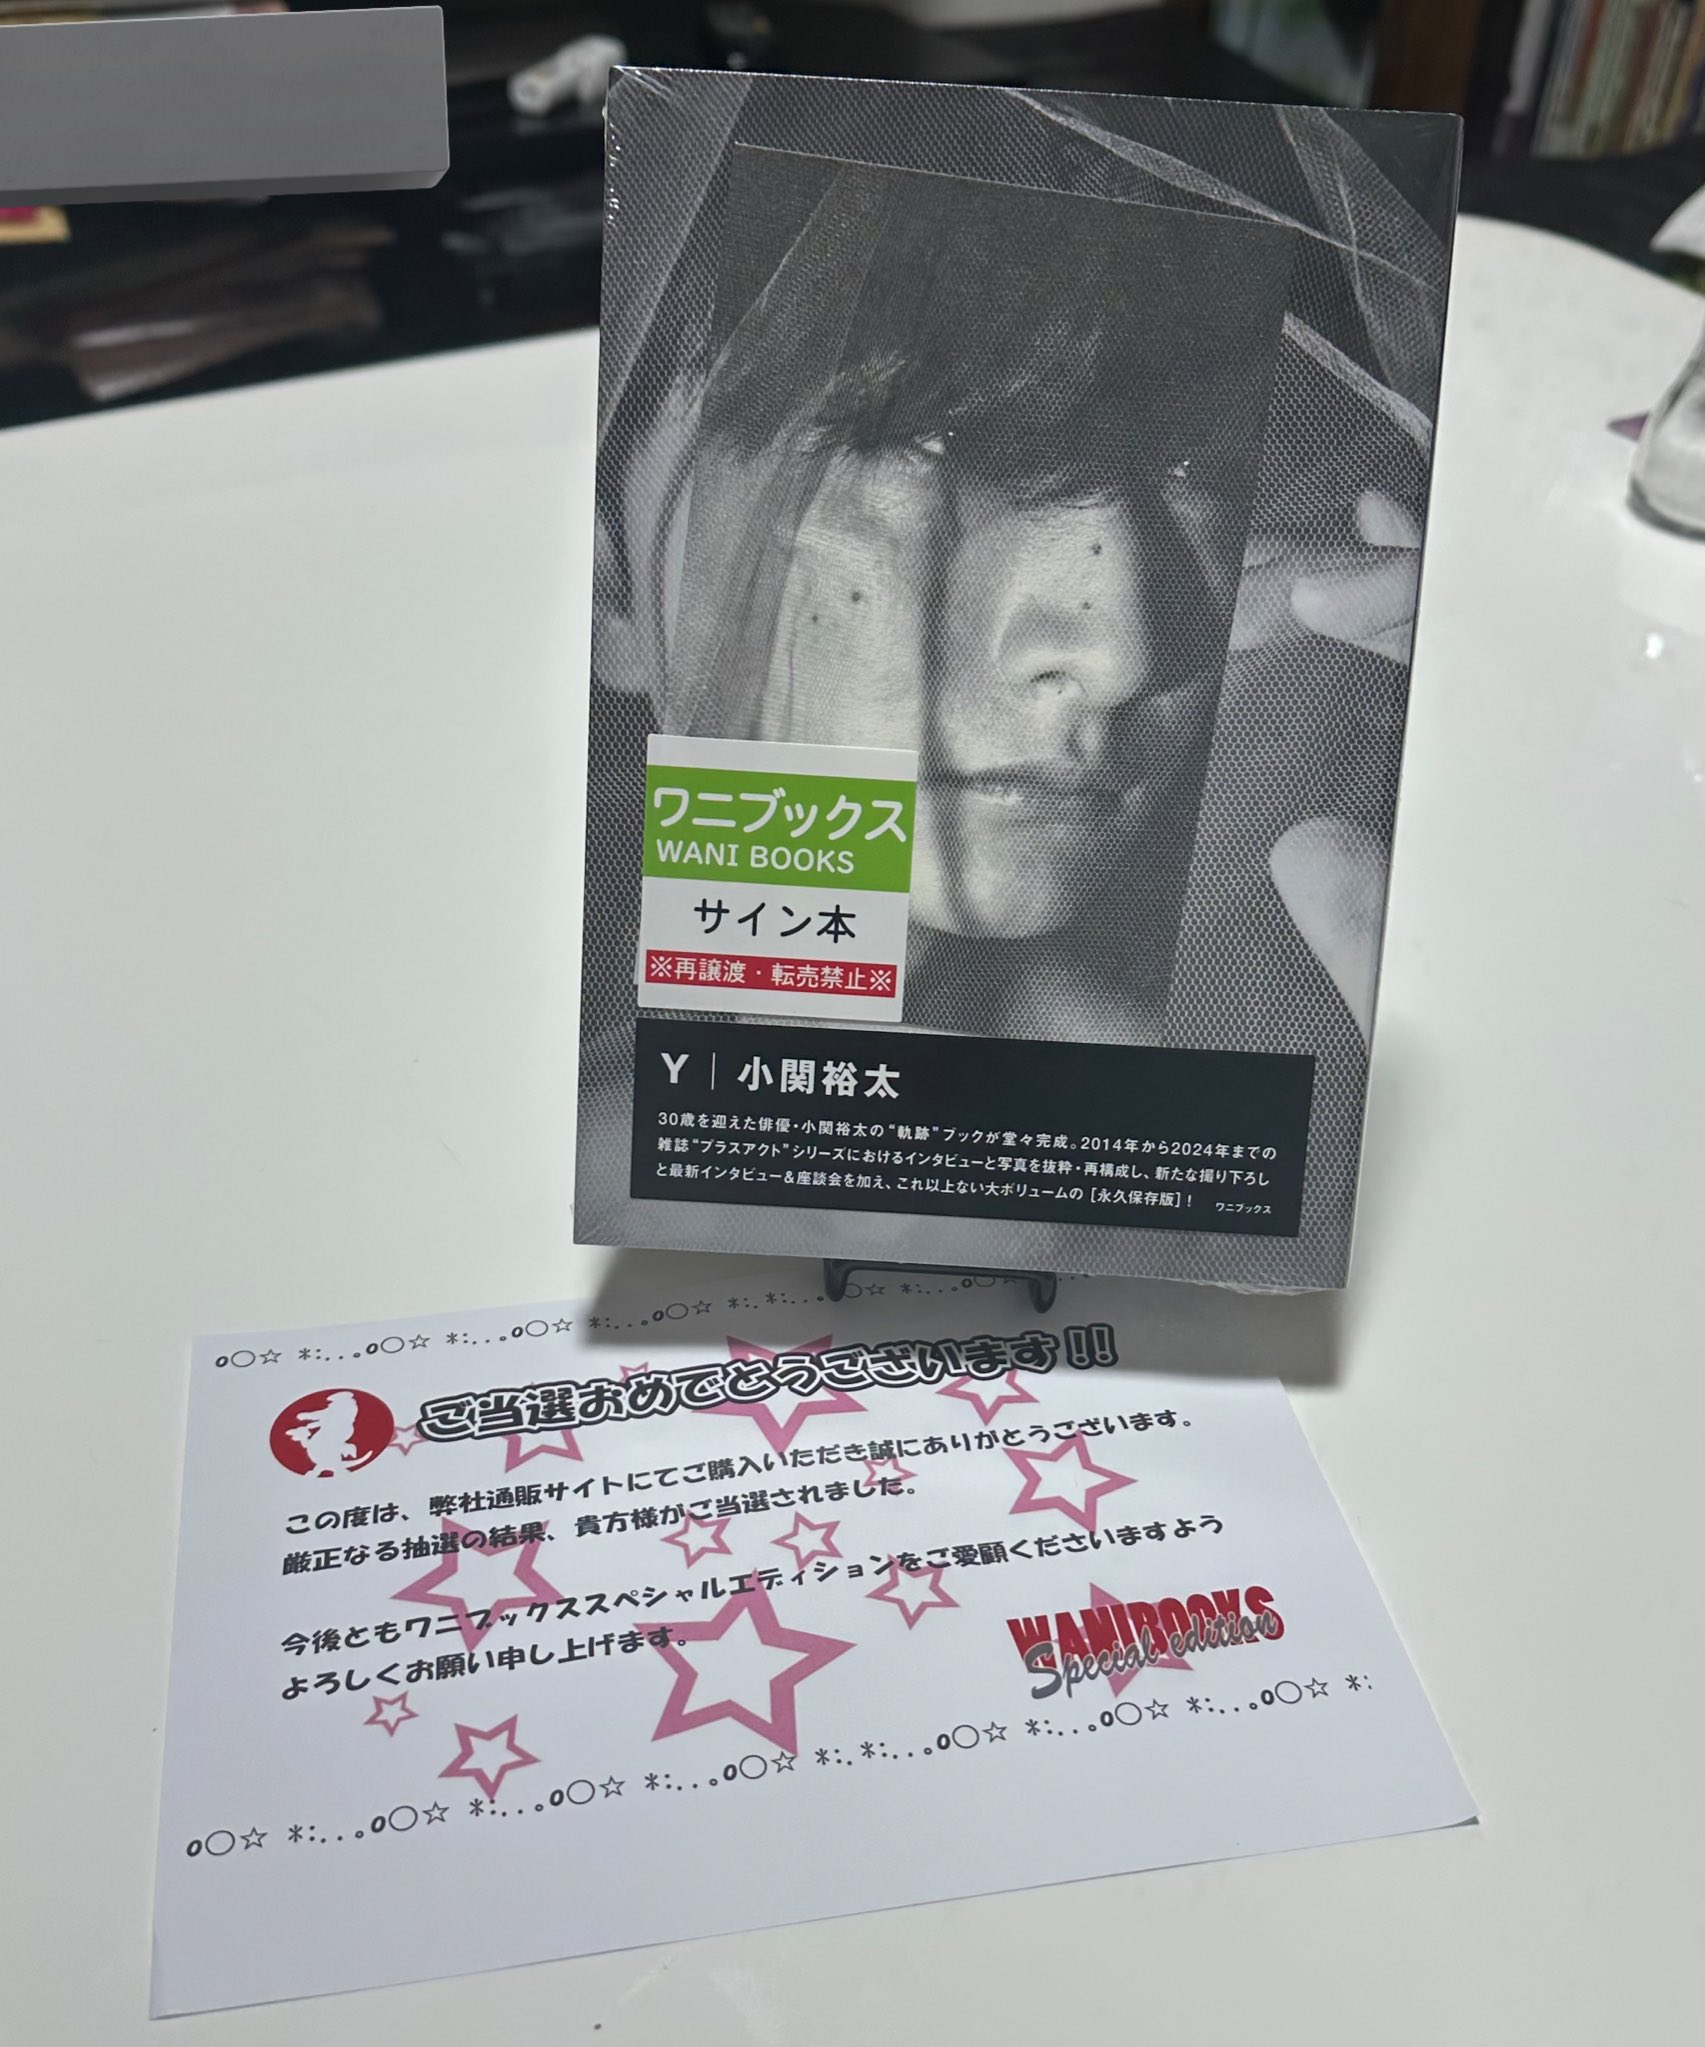 ワニブックス
WANI BOOKS
サイン本
※再譲渡・転売禁止※
Y｜小関裕太
30歳を迎えた俳優・小関裕太の“軌跡”ブックが堂々完成。2014年から2024年までの
雑誌“プラスアクト”シリーズにおけるインタビューと写真を抜粋・再構成し、新たな撮り下ろし
と最新インタビュー&座談会を加え、これ以上ない大ボリュームの［永久保存版］！ ワニブックス
o○☆ *:..｡o○☆ *:..｡o○☆ *:..｡o○☆ *:.*:..｡o○☆ *:..｡o○☆ *:..
ご当選おめでとうございます!!
この度は、弊社通販サイトにてご購入いただき誠にありがとうございます。
厳正なる抽選の結果、貴方様がご当選されました。
今後ともワニブックススペシャルエディションをご愛顧くださいますよう
よろしくお願い申し上げます。
WANIBOOKS
Special edition
o○☆ *:..｡o○☆ *:..｡o○☆ *:..｡o○☆ *:.*:..｡o○☆ *:..｡o○☆ *:..｡o○☆ *: